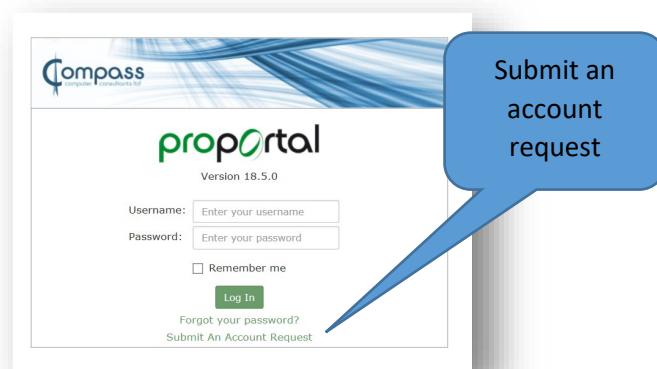 Compass
computer consultants ltd
proportal
Version 18.5.0
Username: Enter your username
Password: Enter your password
Remember me
Log In
Forgot your password?
Submit An Account Request
Submit an
account
request